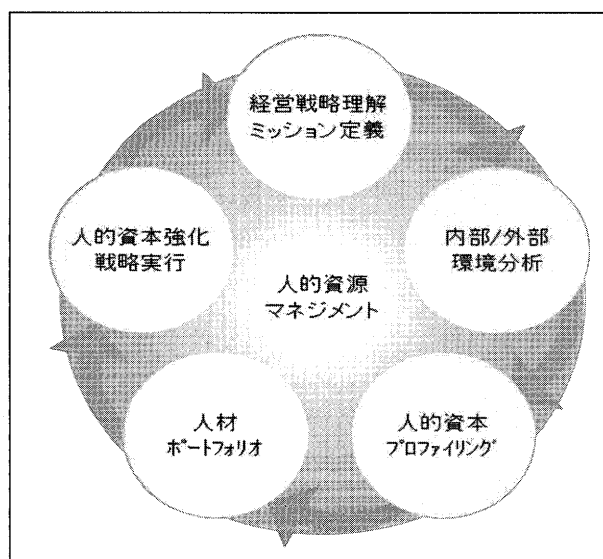 経営戦略理解
ミッション定義
内部/外部
環境分析
人的資本
プロファイリング
人材
ポートフォリオ
人的資本強化
戦略実行
人的資源
マネジメント